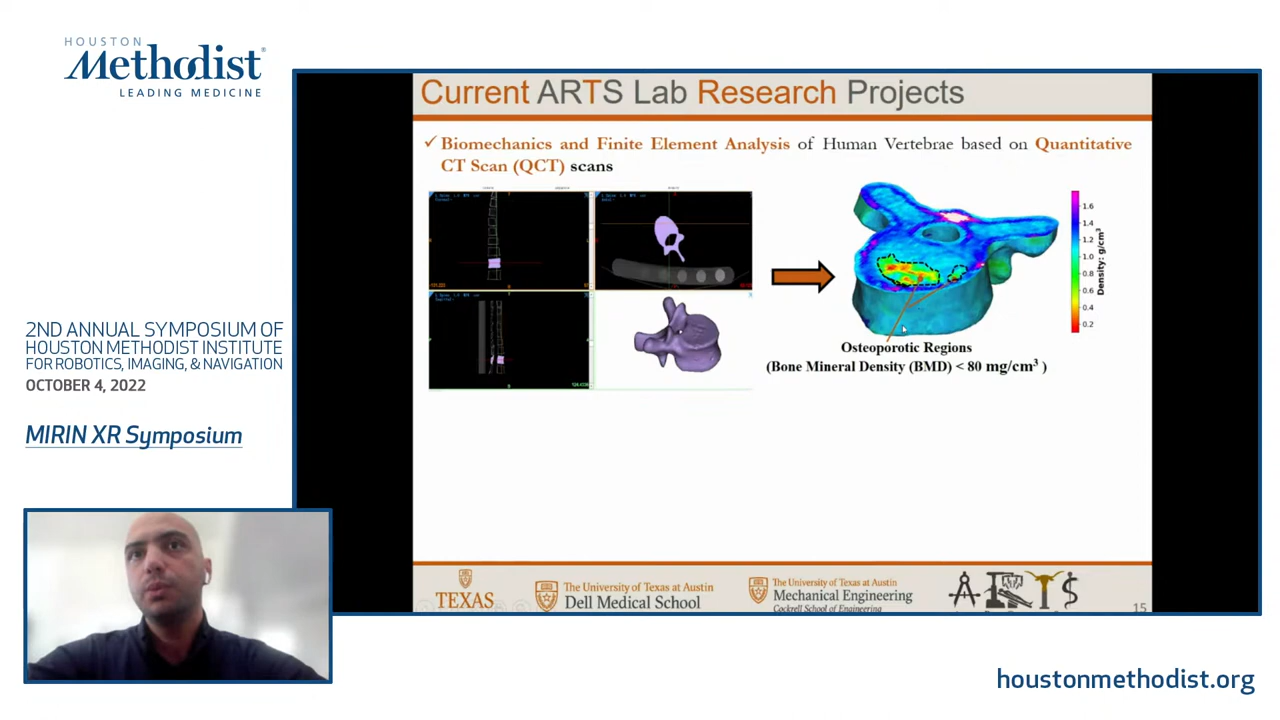 HOUSTON
Methodist®
LEADING MEDICINE
2ND ANNUAL SYMPOSIUM OF
HOUSTON METHODIST INSTITUTE
FOR ROBOTICS, IMAGING, & NAVIGATION
OCTOBER 4, 2022
MIRIN XR Symposium
Current ARTS Lab Research Projects
✓ Biomechanics and Finite Element Analysis of Human Vertebrae based on Quantitative
CT Scan (QCT) scans
1.6
1.4
1.2
1.0
0.8
0.6
0.4
0.2
Density: g/cm³
Osteoporotic Regions
(Bone Mineral Density (BMD) < 80 mg/cm³ )
TEXAS
The University of Texas at Austin
Dell Medical School
The University of Texas at Austin
Mechanical Engineering
Cockrell School of Engineering
ARTS
15
houstonmethodist.org